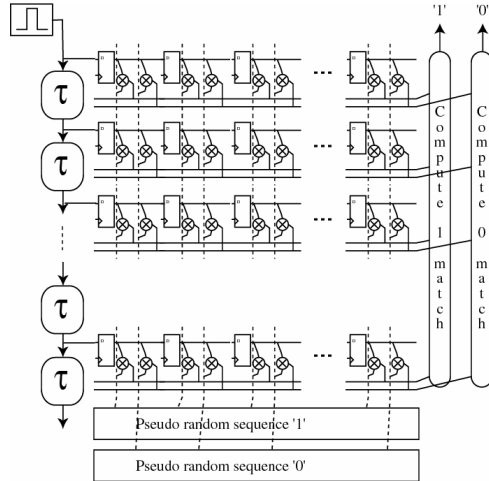 '1' '0'
τ
τ
τ
τ
Compute 1 match
Compute 0 match
Pseudo random sequence '1'
Pseudo random sequence '0'